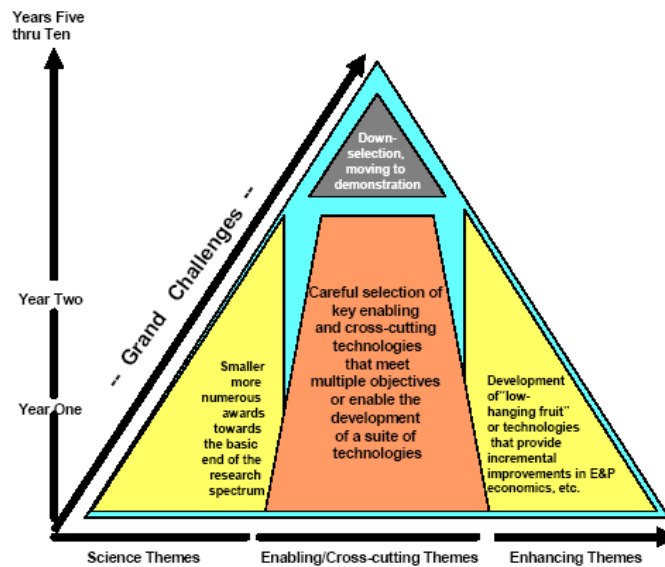 Years Five
thru Ten
Down-
selection,
moving to
demonstration
-- Grand Challenges --
Year Two
Year One
Smaller
more
numerous
awards
towards
the basic
end of the
research
spectrum
Careful selection of
key enabling
and cross-cutting
technologies
that meet
multiple objectives
or enable the
development
of a suite of
technologies
Development
of"low-
hanging fruit"
or technologies
that provide
incremental
improvements in E&P
economics, etc.
Science Themes
Enabling/Cross-cutting Themes
Enhancing Themes